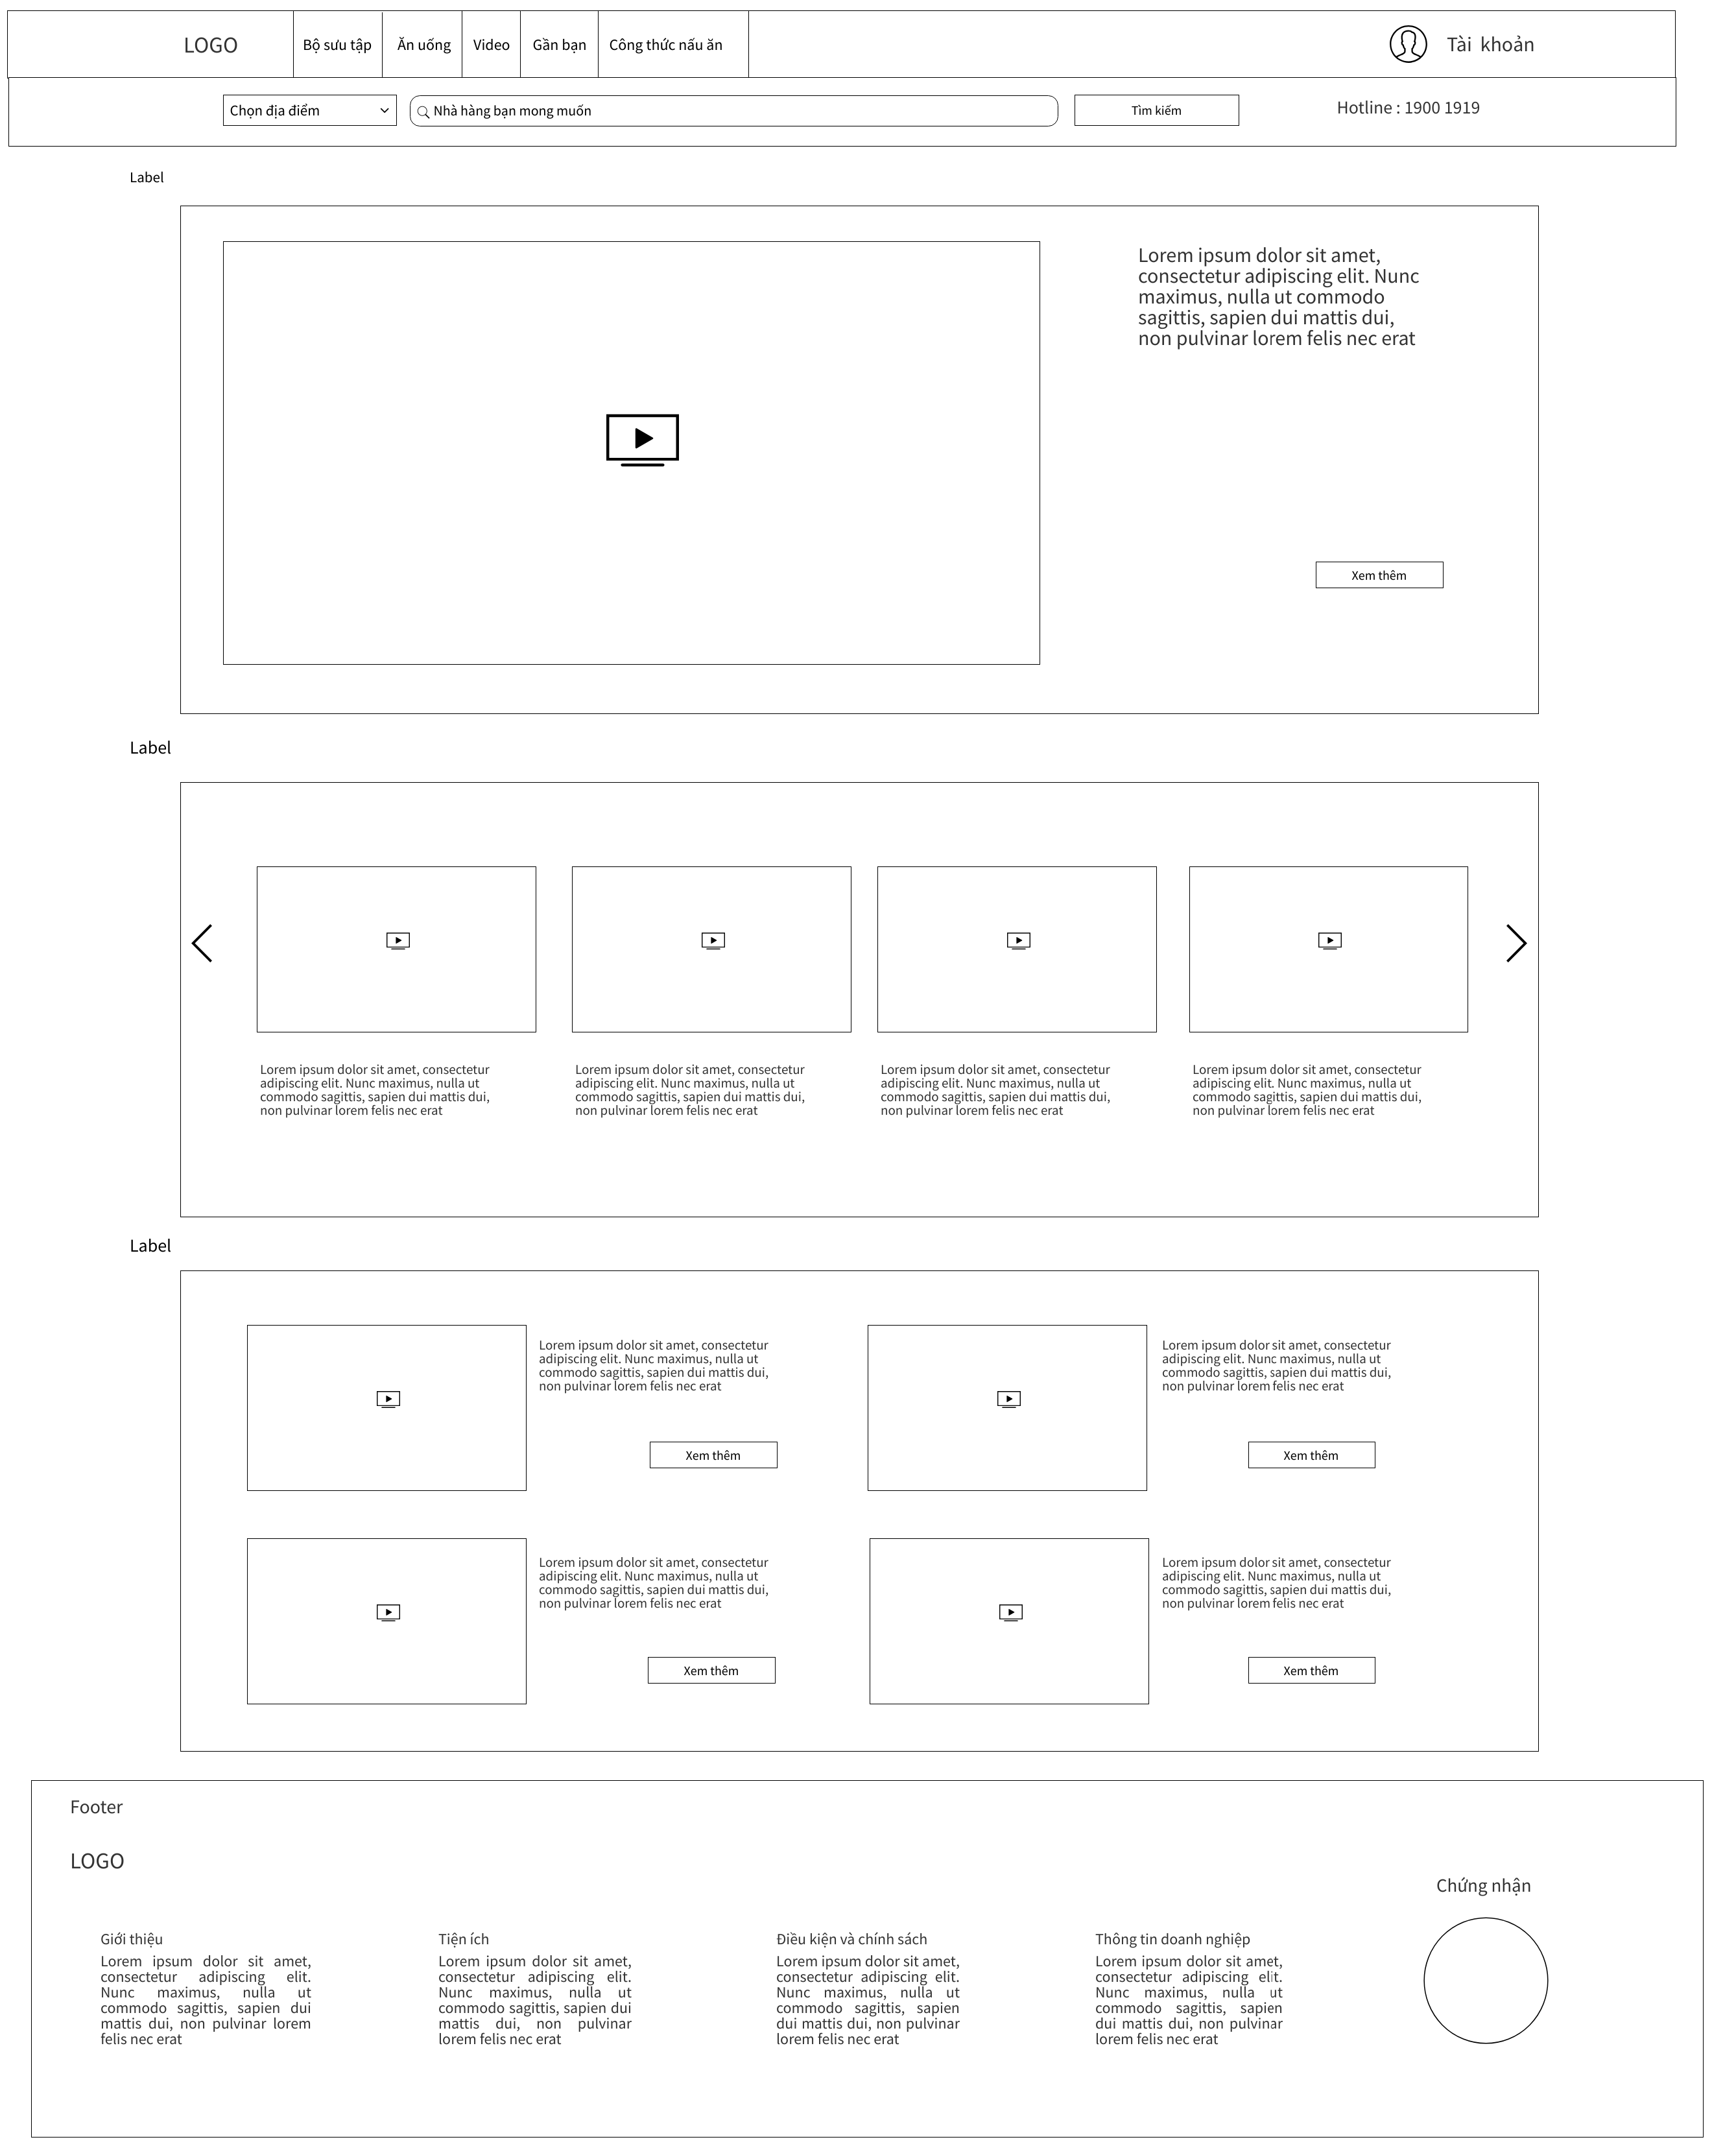 LOGO
Bộ sưu tập
Ăn uống
Video
Gần bạn
Công thức nấu ăn
Tài khoản
Chọn địa điểm
Nhà hàng bạn mong muốn
Tìm kiếm
Hotline : 1900 1919
Label
Lorem ipsum dolor sit amet,
consectetur adipiscing elit. Nunc
maximus, nulla ut commodo
sagittis, sapien dui mattis dui,
non pulvinar lorem felis nec erat
Xem thêm
Label
Lorem ipsum dolor sit amet, consectetur
adipiscing elit. Nunc maximus, nulla ut
commodo sagittis, sapien dui mattis dui,
non pulvinar lorem felis nec erat
Lorem ipsum dolor sit amet, consectetur
adipiscing elit. Nunc maximus, nulla ut
commodo sagittis, sapien dui mattis dui,
non pulvinar lorem felis nec erat
Lorem ipsum dolor sit amet, consectetur
adipiscing elit. Nunc maximus, nulla ut
commodo sagittis, sapien dui mattis dui,
non pulvinar lorem felis nec erat
Lorem ipsum dolor sit amet, consectetur
adipiscing elit. Nunc maximus, nulla ut
commodo sagittis, sapien dui mattis dui,
non pulvinar lorem felis nec erat
Label
Lorem ipsum dolor sit amet, consectetur
adipiscing elit. Nunc maximus, nulla ut
commodo sagittis, sapien dui mattis dui,
non pulvinar lorem felis nec erat
Xem thêm
Lorem ipsum dolor sit amet, consectetur
adipiscing elit. Nunc maximus, nulla ut
commodo sagittis, sapien dui mattis dui,
non pulvinar lorem felis nec erat
Xem thêm
Lorem ipsum dolor sit amet, consectetur
adipiscing elit. Nunc maximus, nulla ut
commodo sagittis, sapien dui mattis dui,
non pulvinar lorem felis nec erat
Xem thêm
Lorem ipsum dolor sit amet, consectetur
adipiscing elit. Nunc maximus, nulla ut
commodo sagittis, sapien dui mattis dui,
non pulvinar lorem felis nec erat
Xem thêm
Footer
LOGO
Giới thiệu
Lorem ipsum dolor sit amet,
consectetur adipiscing elit.
Nunc maximus, nulla ut
commodo sagittis, sapien dui
mattis dui, non pulvinar lorem
felis nec erat
Tiện ích
Lorem ipsum dolor sit amet,
consectetur adipiscing elit.
Nunc maximus, nulla ut
commodo sagittis, sapien dui
mattis dui, non pulvinar
lorem felis nec erat
Điều kiện và chính sách
Lorem ipsum dolor sit amet,
consectetur adipiscing elit.
Nunc maximus, nulla ut
commodo sagittis, sapien
dui mattis dui, non pulvinar
lorem felis nec erat
Thông tin doanh nghiệp
Lorem ipsum dolor sit amet,
consectetur adipiscing elit.
Nunc maximus, nulla ut
commodo sagittis, sapien
dui mattis dui, non pulvinar
lorem felis nec erat
Chứng nhận